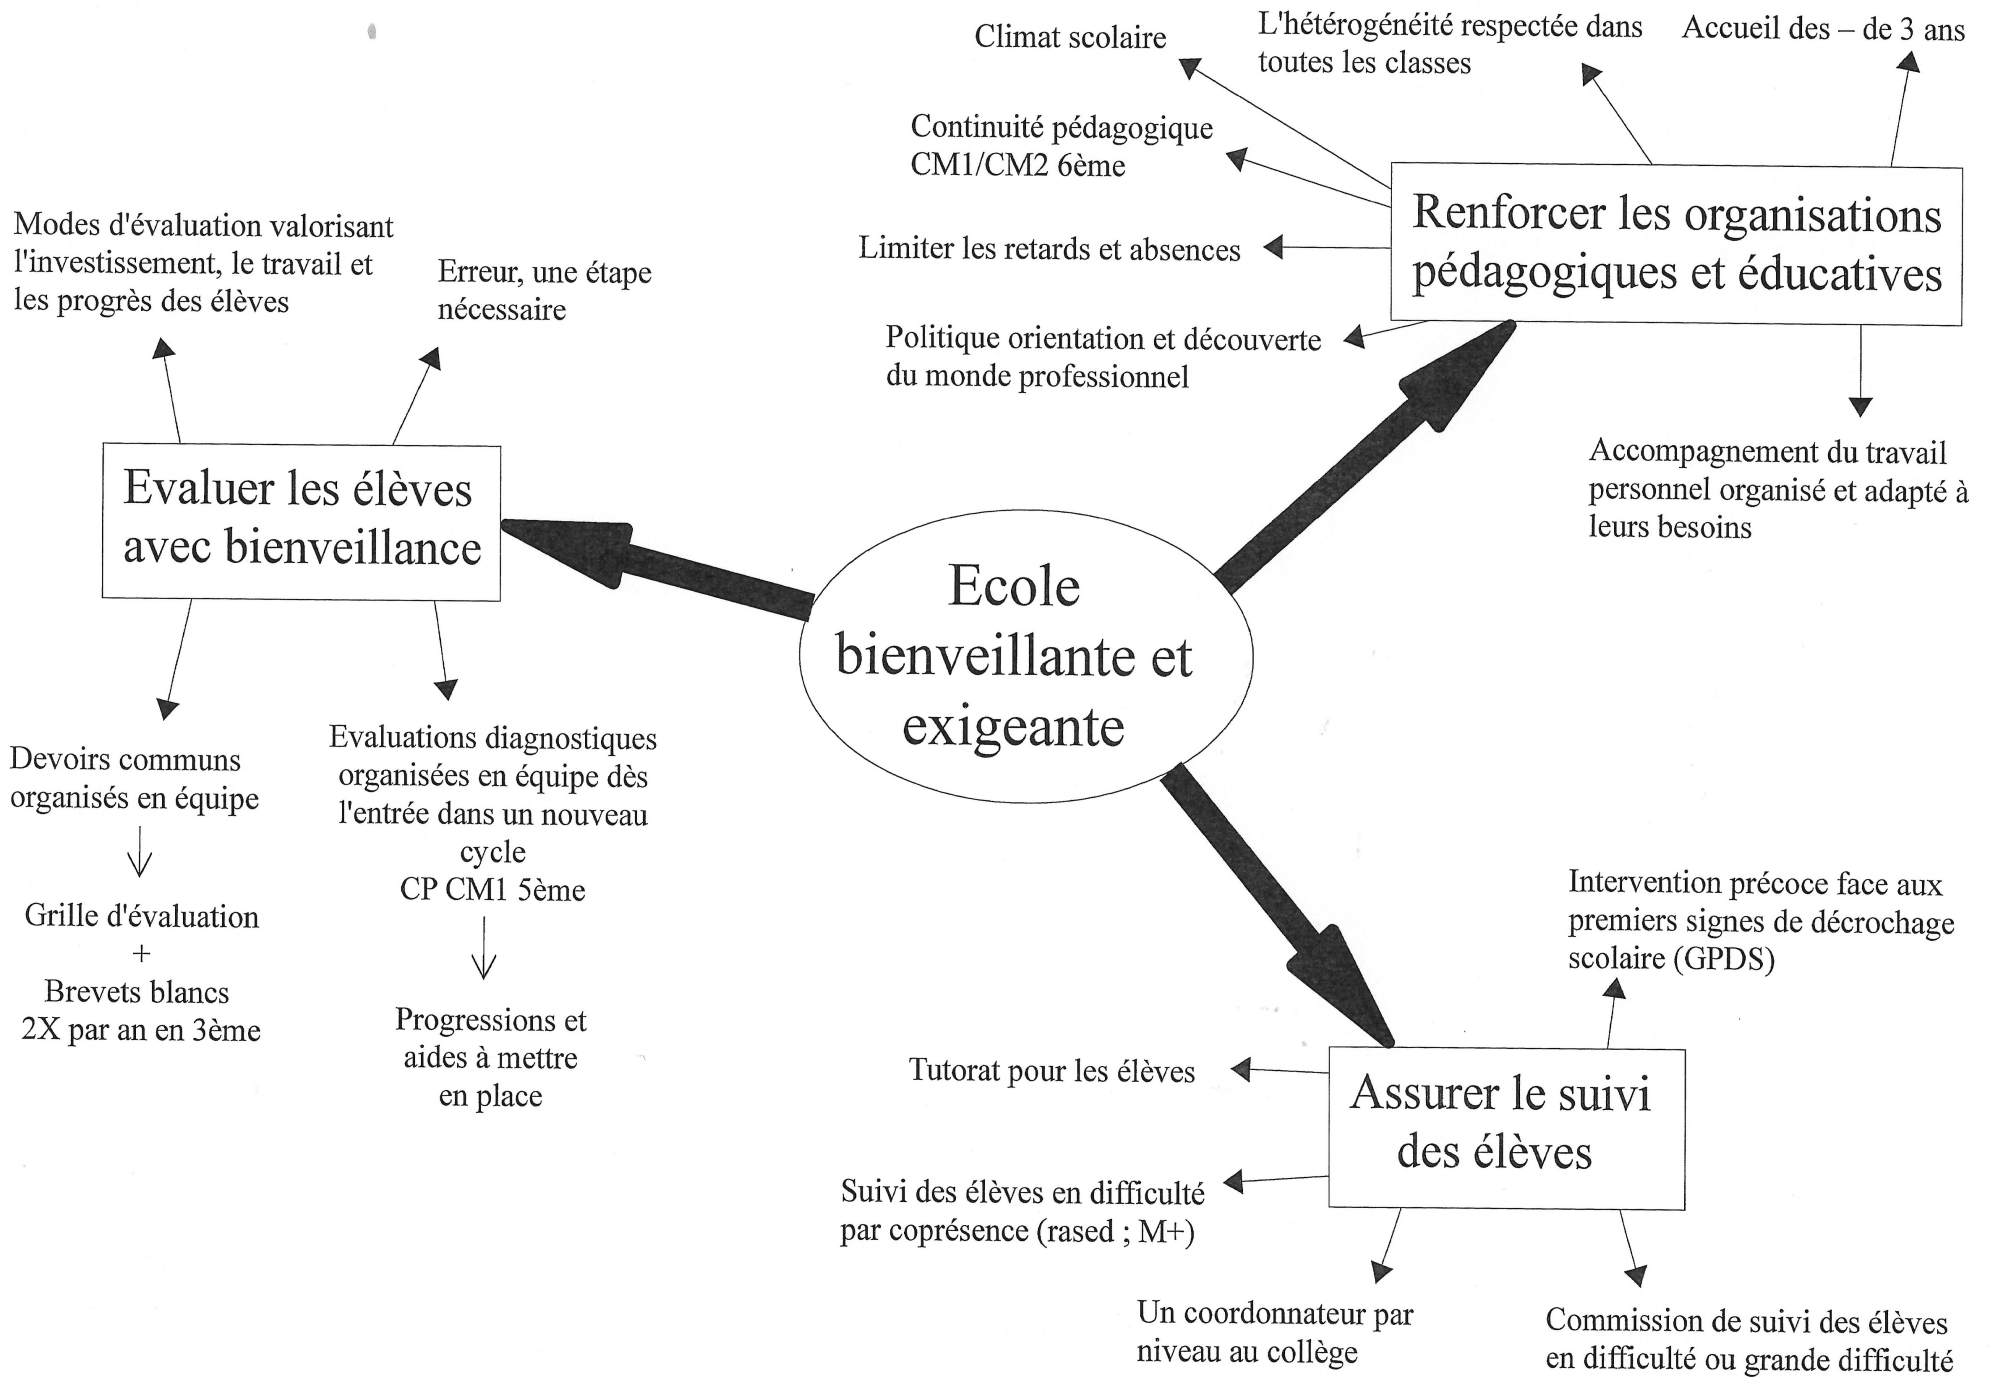 Climat scolaire
L'hétérogénéité respectée dans
toutes les classes
Accueil des – de 3 ans
Continuité pédagogique
CM1/CM2 6ème
Renforcer les organisations
pédagogiques et éducatives
Limiter les retards et absences
Politique orientation et découverte
du monde professionnel
Accompagnement du travail
personnel organisé et adapté à
leurs besoins
Modes d'évaluation valorisant
l'investissement, le travail et
les progrès des élèves
Erreur, une étape
nécessaire
Evaluer les élèves
avec bienveillance
Ecole
bienveillante et
exigeante
Devoirs communs
organisés en équipe
Grille d'évaluation
+
Brevets blancs
2X par an en 3ème
Evaluations diagnostiques
organisées en équipe dès
l'entrée dans un nouveau
cycle
CP CM1 5ème
Progressions et
aides à mettre
en place
Intervention précoce face aux
premiers signes de décrochage
scolaire (GPDS)
Tutorat pour les élèves
Assurer le suivi
des élèves
Suivi des élèves en difficulté
par coprésence (rased ; M+)
Un coordonnateur par
niveau au collège
Commission de suivi des élèves
en difficulté ou grande difficulté